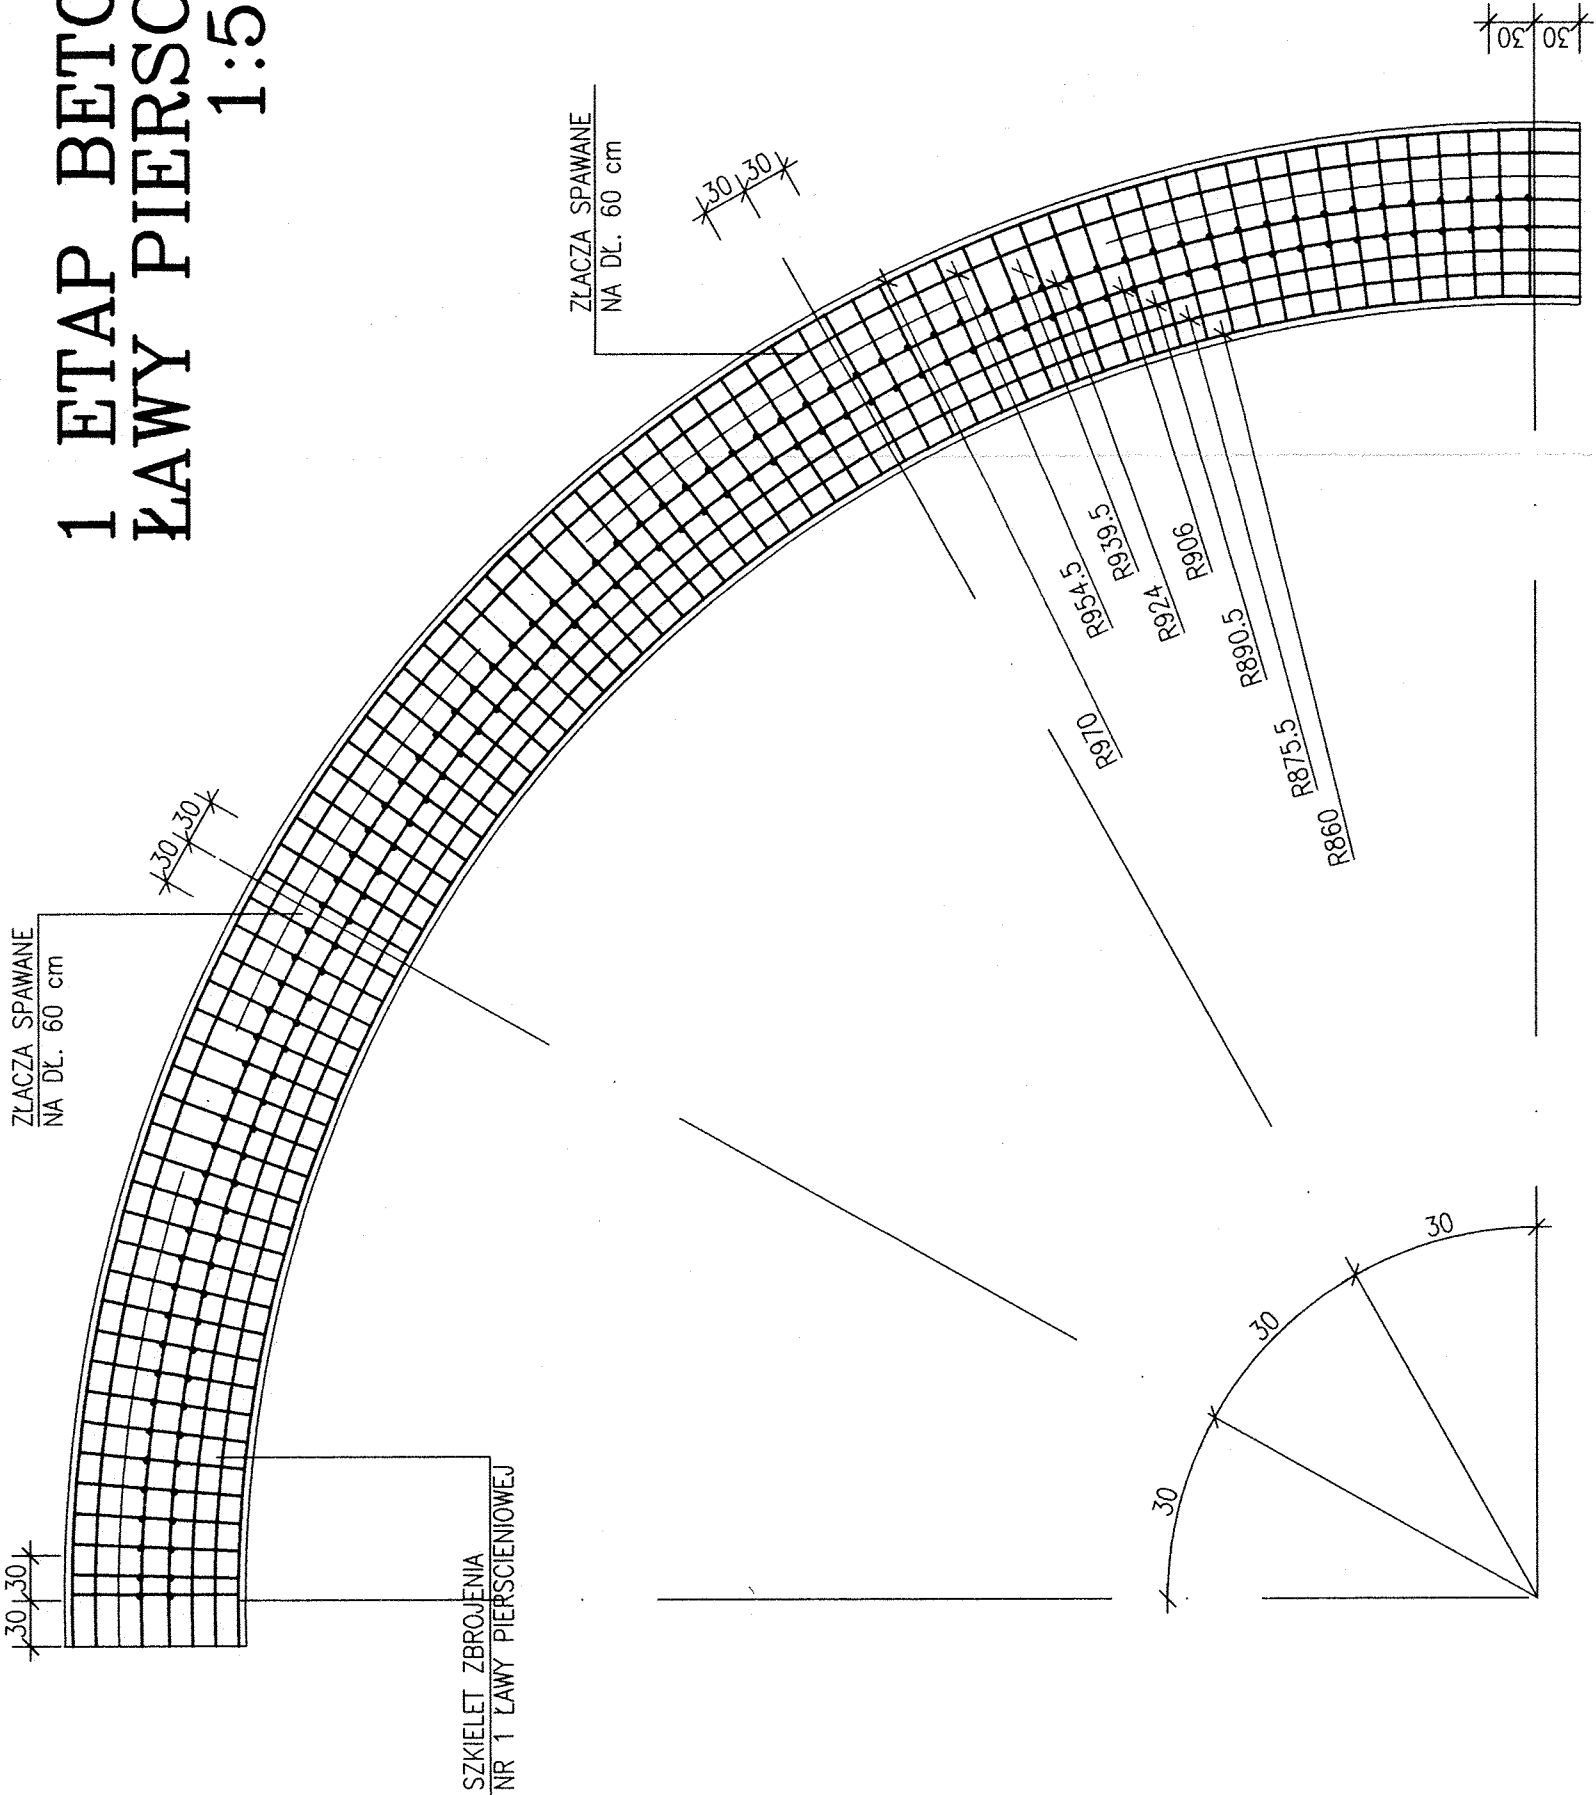 1 ETAP BETO
ŁAWY PIERSC
1:5
ZŁACZA SPAWANE
NA DŁ. 60 cm
30
30
30
30
ZŁACZA SPAWANE
NA DŁ. 60 cm
30
30
30
30
R954.5
R939.5
R924
R906
R890.5
R970
R875.5
R860
SZKIELET ZBROJENIA
NR 1 ŁAWY PIERSCIENIOWEJ
30
30
30